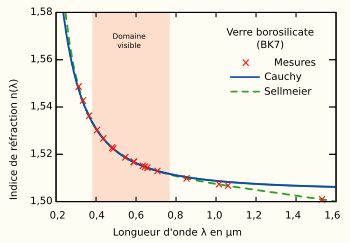 1,58
1,56
1,54
1,52
1,50
Indice de réfraction n(λ)
Domaine
visible
Verre borosilicate
(BK7)
Mesures
Cauchy
Sellmeier
0,2 0,4 0,6 0,8 1,0 1,2 1,4 1,6
Longueur d'onde λ en µm